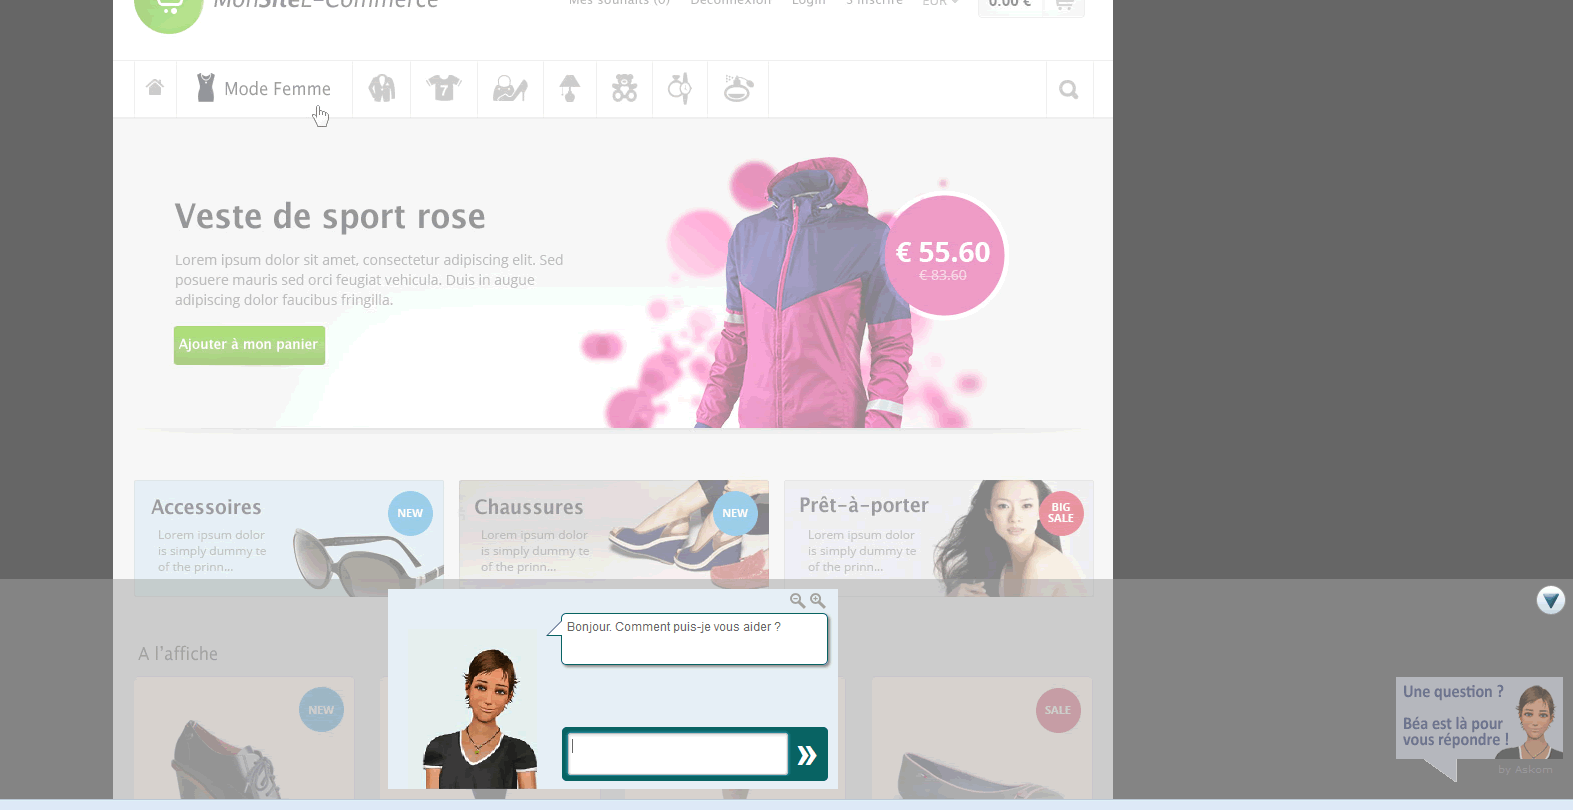 MonSiteE-Commerce
Mes souhaits (0) Déconnexion Login S'inscrire EUR 0.00 €
Mode Femme
7
Veste de sport rose
Lorem ipsum dolor sit amet, consectetur adipiscing elit. Sed
posuere mauris sed orci feugiat vehicula. Duis in augue
adipiscing dolor faucibus fringilla.
Ajouter à mon panier
€ 55.60
€ 83.60
Accessoires
NEW
Lorem ipsum dolor
is simply dummy te
of the prinn...
Chaussures
NEW
Lorem ipsum dolor
is simply dummy te
of the prinn...
Prêt-à-porter
BIG
SALE
Lorem ipsum dolor
is simply dummy te
of the prinn...
Bonjour. Comment puis-je vous aider ?
A l'affiche
NEW
SALE
Une question ?
Béa est là pour
vous répondre !
by Askom